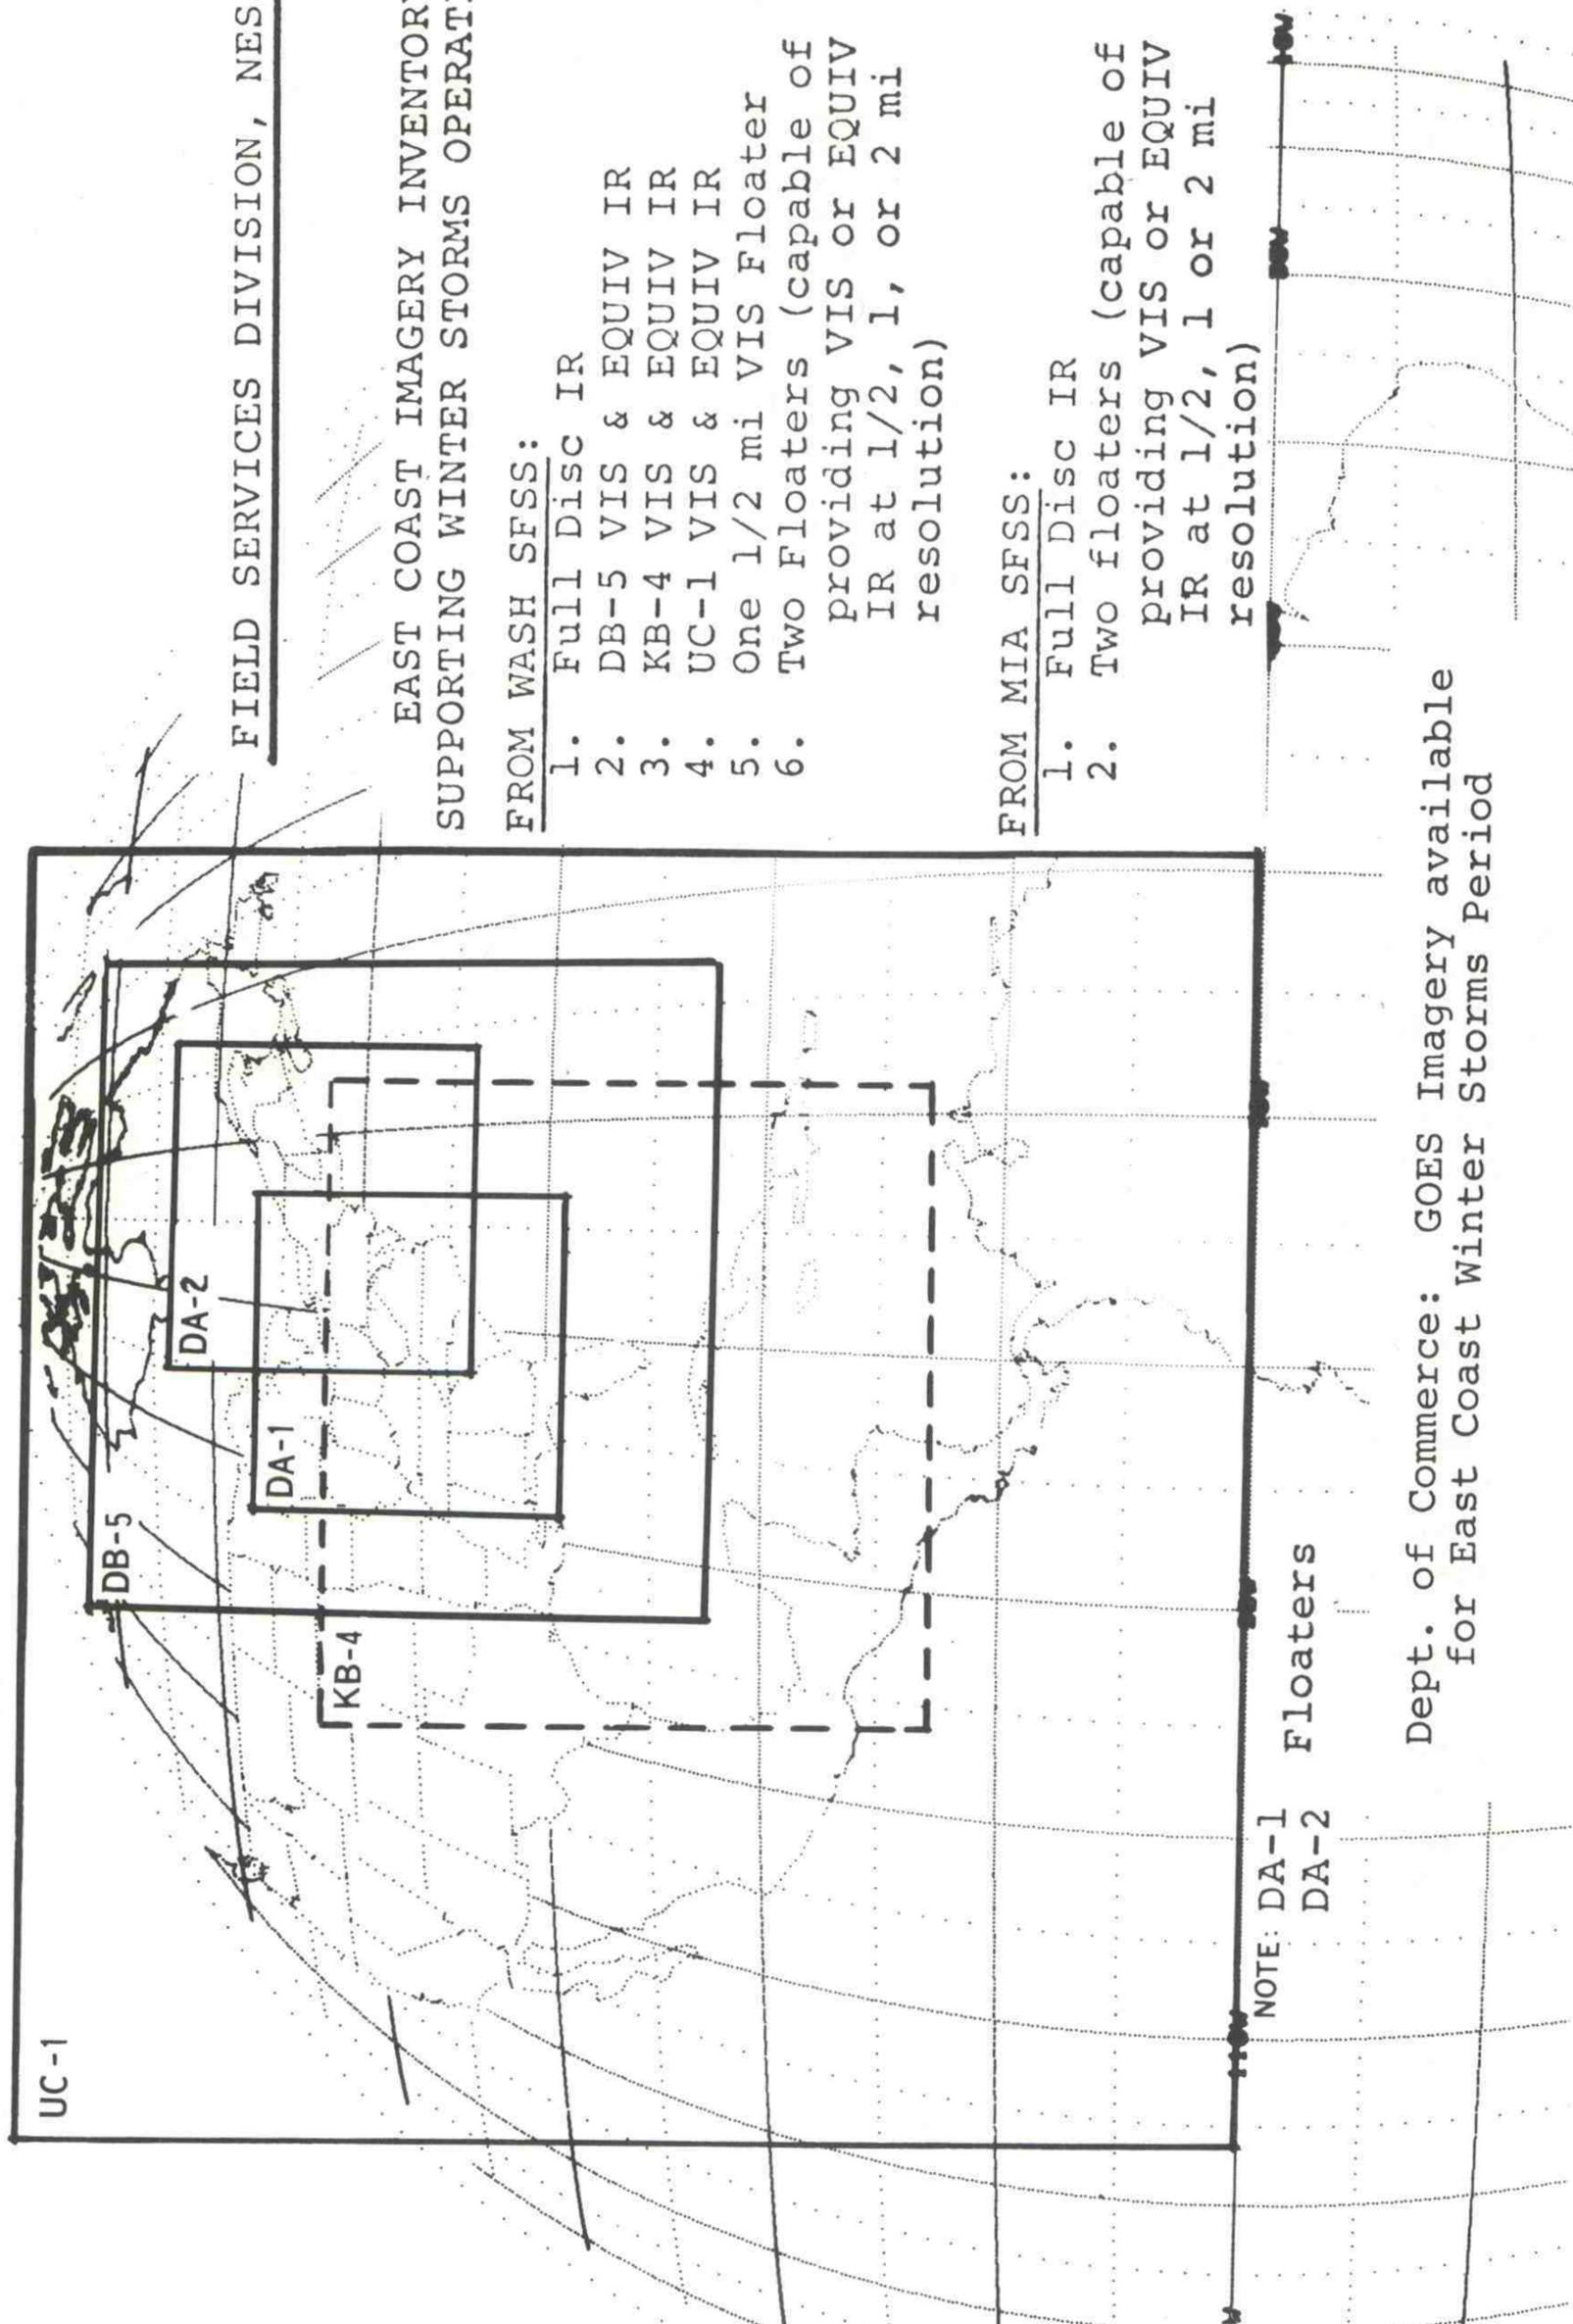 UC-1
DB-5
DA-2
DA-1
KB-4
FIELD SERVICES DIVISION, NES
EAST COAST IMAGERY INVENTOR
SUPPORTING WINTER STORMS OPERAT
FROM WASH SFSS:
1. Full Disc IR
2. DB-5 VIS & EQUIV IR
3. KB-4 VIS & EQUIV IR
4. UC-1 VIS & EQUIV IR
5. One 1/2 mi VIS Floater
6. Two Floaters (capable of
providing VIS or EQUIV
IR at 1/2, 1, or 2 mi
resolution)
FROM MIA SFSS:
1. Full Disc IR
2. Two floaters (capable of
providing VIS or EQUIV
IR at 1/2, 1 or 2 mi
resolution)
NOTE: DA-1 Floaters
DA-2
Dept. of Commerce: GOES Imagery available
for East Coast Winter Storms Period